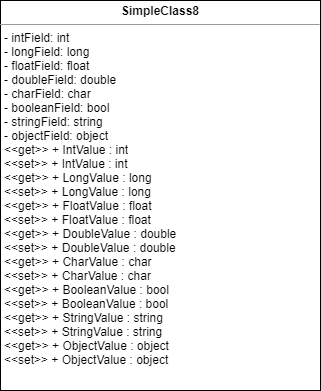 SimpleClass8
- intField: int
- longField: long
- floatField: float
- doubleField: double
- charField: char
- booleanField: bool
- stringField: string
- objectField: object
<<get>> + IntValue : int
<<set>> + IntValue : int
<<get>> + LongValue : long
<<set>> + LongValue : long
<<get>> + FloatValue : float
<<set>> + FloatValue : float
<<get>> + DoubleValue : double
<<set>> + DoubleValue : double
<<get>> + CharValue : char
<<set>> + CharValue : char
<<get>> + BooleanValue : bool
<<set>> + BooleanValue : bool
<<get>> + StringValue : string
<<set>> + StringValue : string
<<get>> + ObjectValue : object
<<set>> + ObjectValue : object